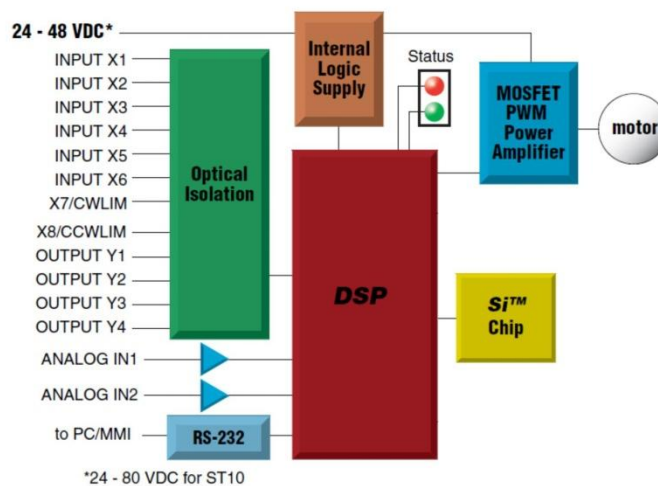 24 - 48 VDC*
INPUT X1
INPUT X2
INPUT X3
INPUT X4
INPUT X5
INPUT X6
X7/CWLIM
X8/CCWLIM
OUTPUT Y1
OUTPUT Y2
OUTPUT Y3
OUTPUT Y4
ANALOG IN1
ANALOG IN2
to PC/MMI
Optical
Isolation
RS-232
Internal
Logic
Supply
Status
MOSFET
PWM
Power
Amplifier
motor
DSP
Si™
Chip
*24 - 80 VDC for ST10